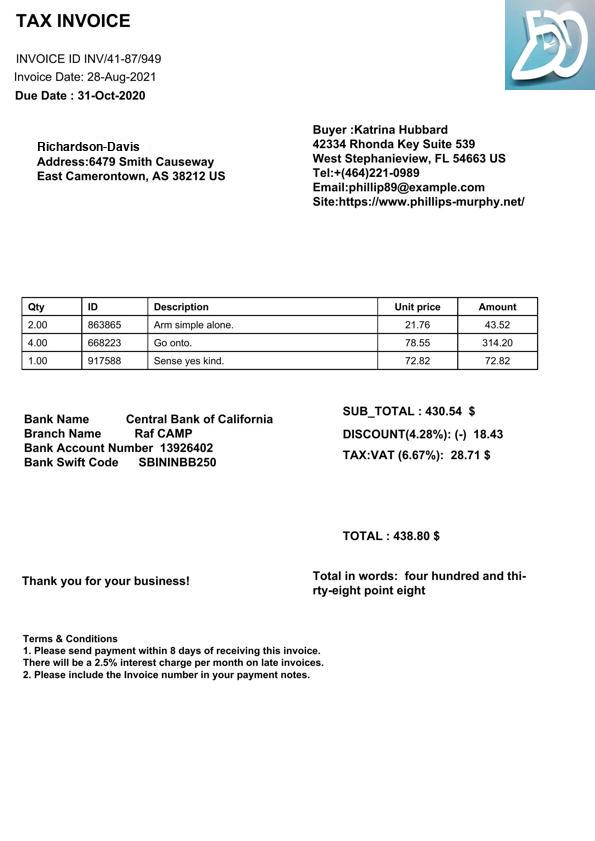 TAX INVOICE
INVOICE ID INV/41-87/949
Invoice Date: 28-Aug-2021
Due Date : 31-Oct-2020
Richardson-Davis
Address:6479 Smith Causeway
East Camerontown, AS 38212 US
Buyer :Katrina Hubbard
42334 Rhonda Key Suite 539
West Stephanieview, FL 54663 US
Tel:+(464)221-0989
Email:phillip89@example.com
Site:https://www.phillips-murphy.net/
Qty ID Description Unit price Amount
2.00 863865 Arm simple alone. 21.76 43.52
4.00 668223 Go onto. 78.55 314.20
1.00 917588 Sense yes kind. 72.82 72.82
Bank Name Central Bank of California
Branch Name Raf CAMP
Bank Account Number 13926402
Bank Swift Code SBININBB250
SUB_TOTAL : 430.54 $
DISCOUNT(4.28%): (-) 18.43
TAX:VAT (6.67%): 28.71 $
TOTAL : 438.80 $
Thank you for your business!
Total in words: four hundred and thi-
rty-eight point eight
Terms & Conditions
1. Please send payment within 8 days of receiving this invoice.
There will be a 2.5% interest charge per month on late invoices.
2. Please include the Invoice number in your payment notes.